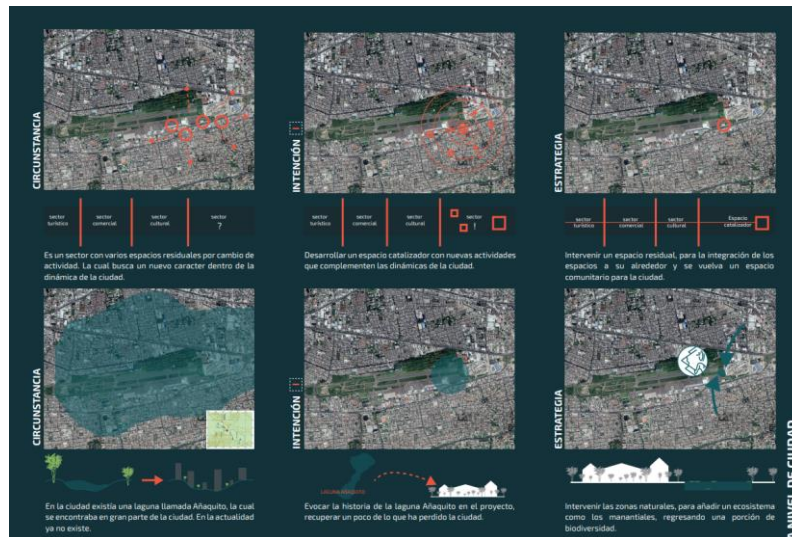 CIRCUNSTANCIA
sector
turístico
sector
comercial
sector
cultural
sector
?
Es un sector con varios espacios residuales por cambio de
actividad. La cual busca un nuevo caracter dentro de la
dinámica de la ciudad.
INTENCIÓN
sector
turístico
sector
comercial
sector
cultural
sector
!
Desarrollar un espacio catalizador con nuevas actividades
que complementen las dinámicas de la ciudad.
ESTRATEGIA
sector
turístico
sector
comercial
sector
cultural
Espacio
catalizador
Intervenir un espacio residual, para la integración de los
espacios a su alrededor y se vuelva un espacio
comunitario para la ciudad.
CIRCUNSTANCIA
En la ciudad existía una laguna llamada Añaquito, la cual
se encontraba en gran parte de la ciudad. En la actualidad
ya no existe.
INTENCIÓN
LAGUNA AÑAQUITO
Evocar la historia de la laguna Añaquito en el proyecto,
recuperar un poco de lo que ha perdido la ciudad.
ESTRATEGIA
Intervenir las zonas naturales, para añadir un ecosistema
como los manantiales, regresando una porción de
biodiversidad.
NIVEL DE CIUDAD